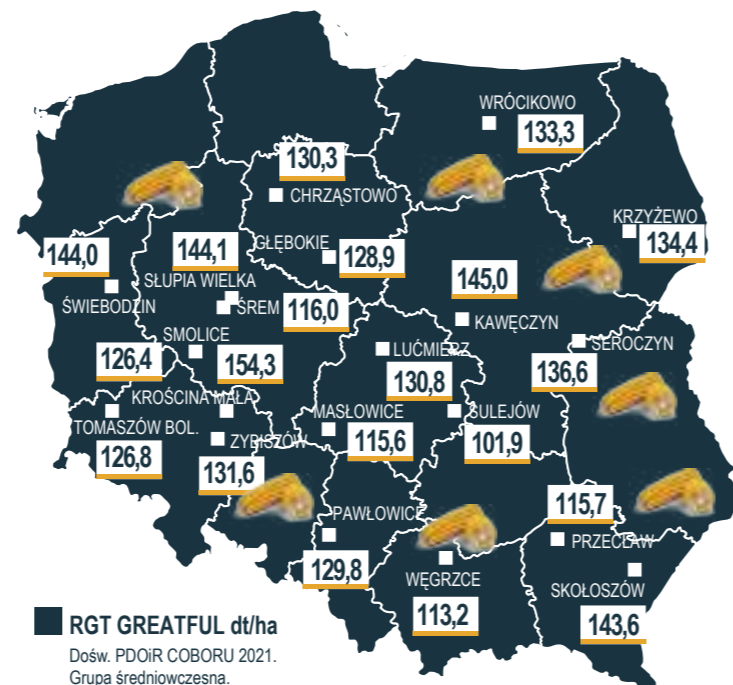 WRÓCIKOWO
133,3
130,3
CHRZĄSTOWO
KRZYŻEWO
134,4
144,0
144,1
GŁĘBOKIE
128,9
145,0
SŁUPIA WIELKA
ŚWIEBODZIN
ŚREM
116,0
KAWĘCZYN
SMOLICE
LUĆMIERZ
SEROCZYN
126,4
154,3
130,8
136,6
KROŚCINA MAŁA
MASŁOWICE
SULEJÓW
TOMASZÓW BOL.
ZYBISZÓW
115,6
101,9
126,8
131,6
115,7
PAWŁOWICE
PRZECŁAW
129,8
WĘGRZCE
SKOŁOSZÓW
113,2
143,6
RGT GREATFUL dt/ha
Dośw. PDOiR COBORU 2021.
Grupa średniowczesna.